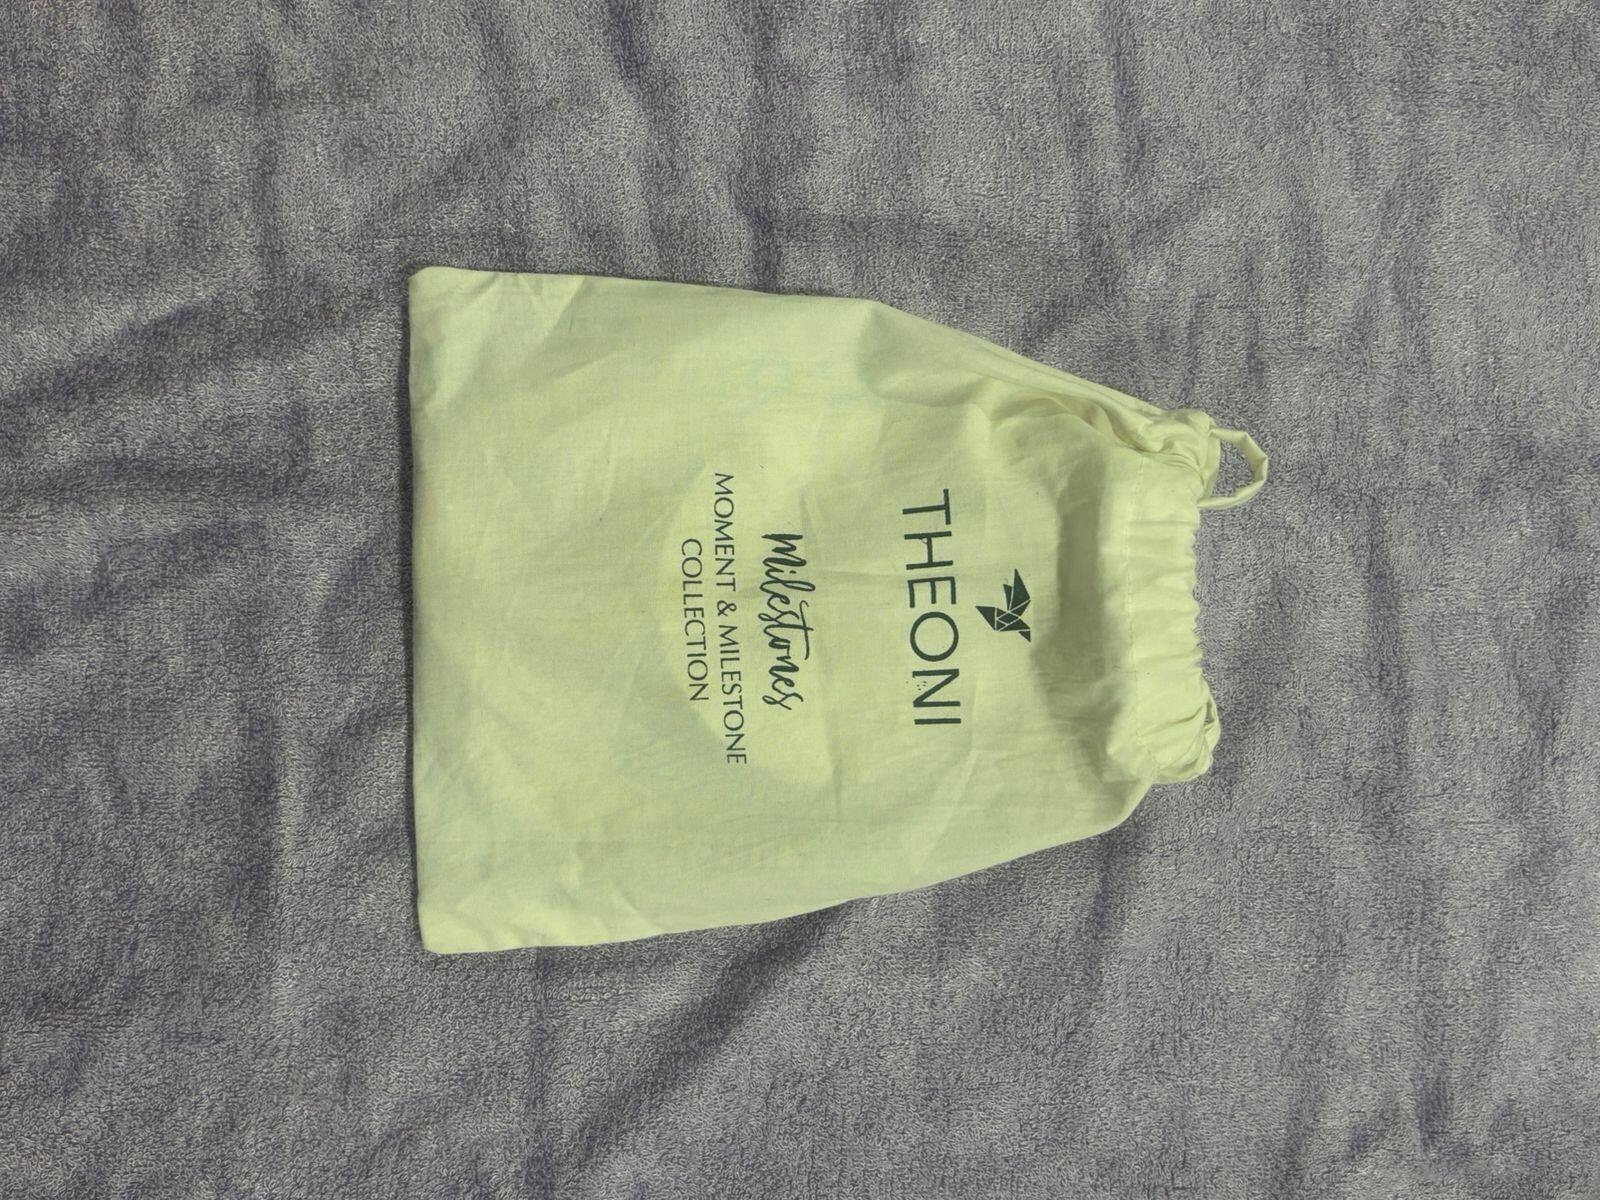 THEONI
Milestones
MOMENT & MILESTONE
COLLECTION